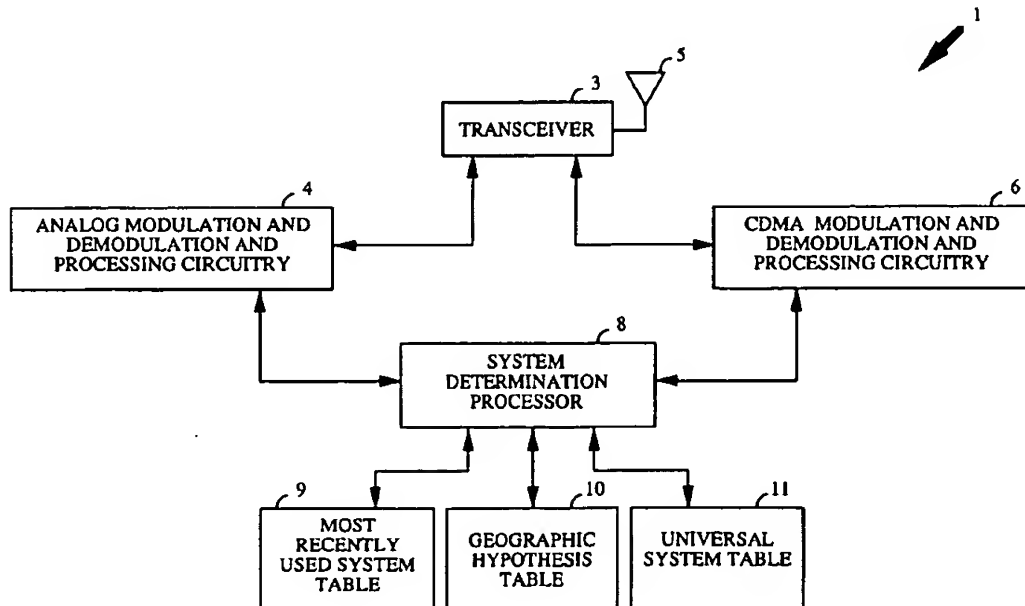 1
5
3
TRANSCEIVER
4
ANALOG MODULATION AND
DEMODULATION AND
PROCESSING CIRCUITRY
6
CDMA MODULATION AND
DEMODULATION AND
PROCESSING CIRCUITRY
8
SYSTEM
DETERMINATION
PROCESSOR
9
MOST
RECENTLY
USED SYSTEM
TABLE
10
GEOGRAPHIC
HYPOTHESIS
TABLE
11
UNIVERSAL
SYSTEM TABLE